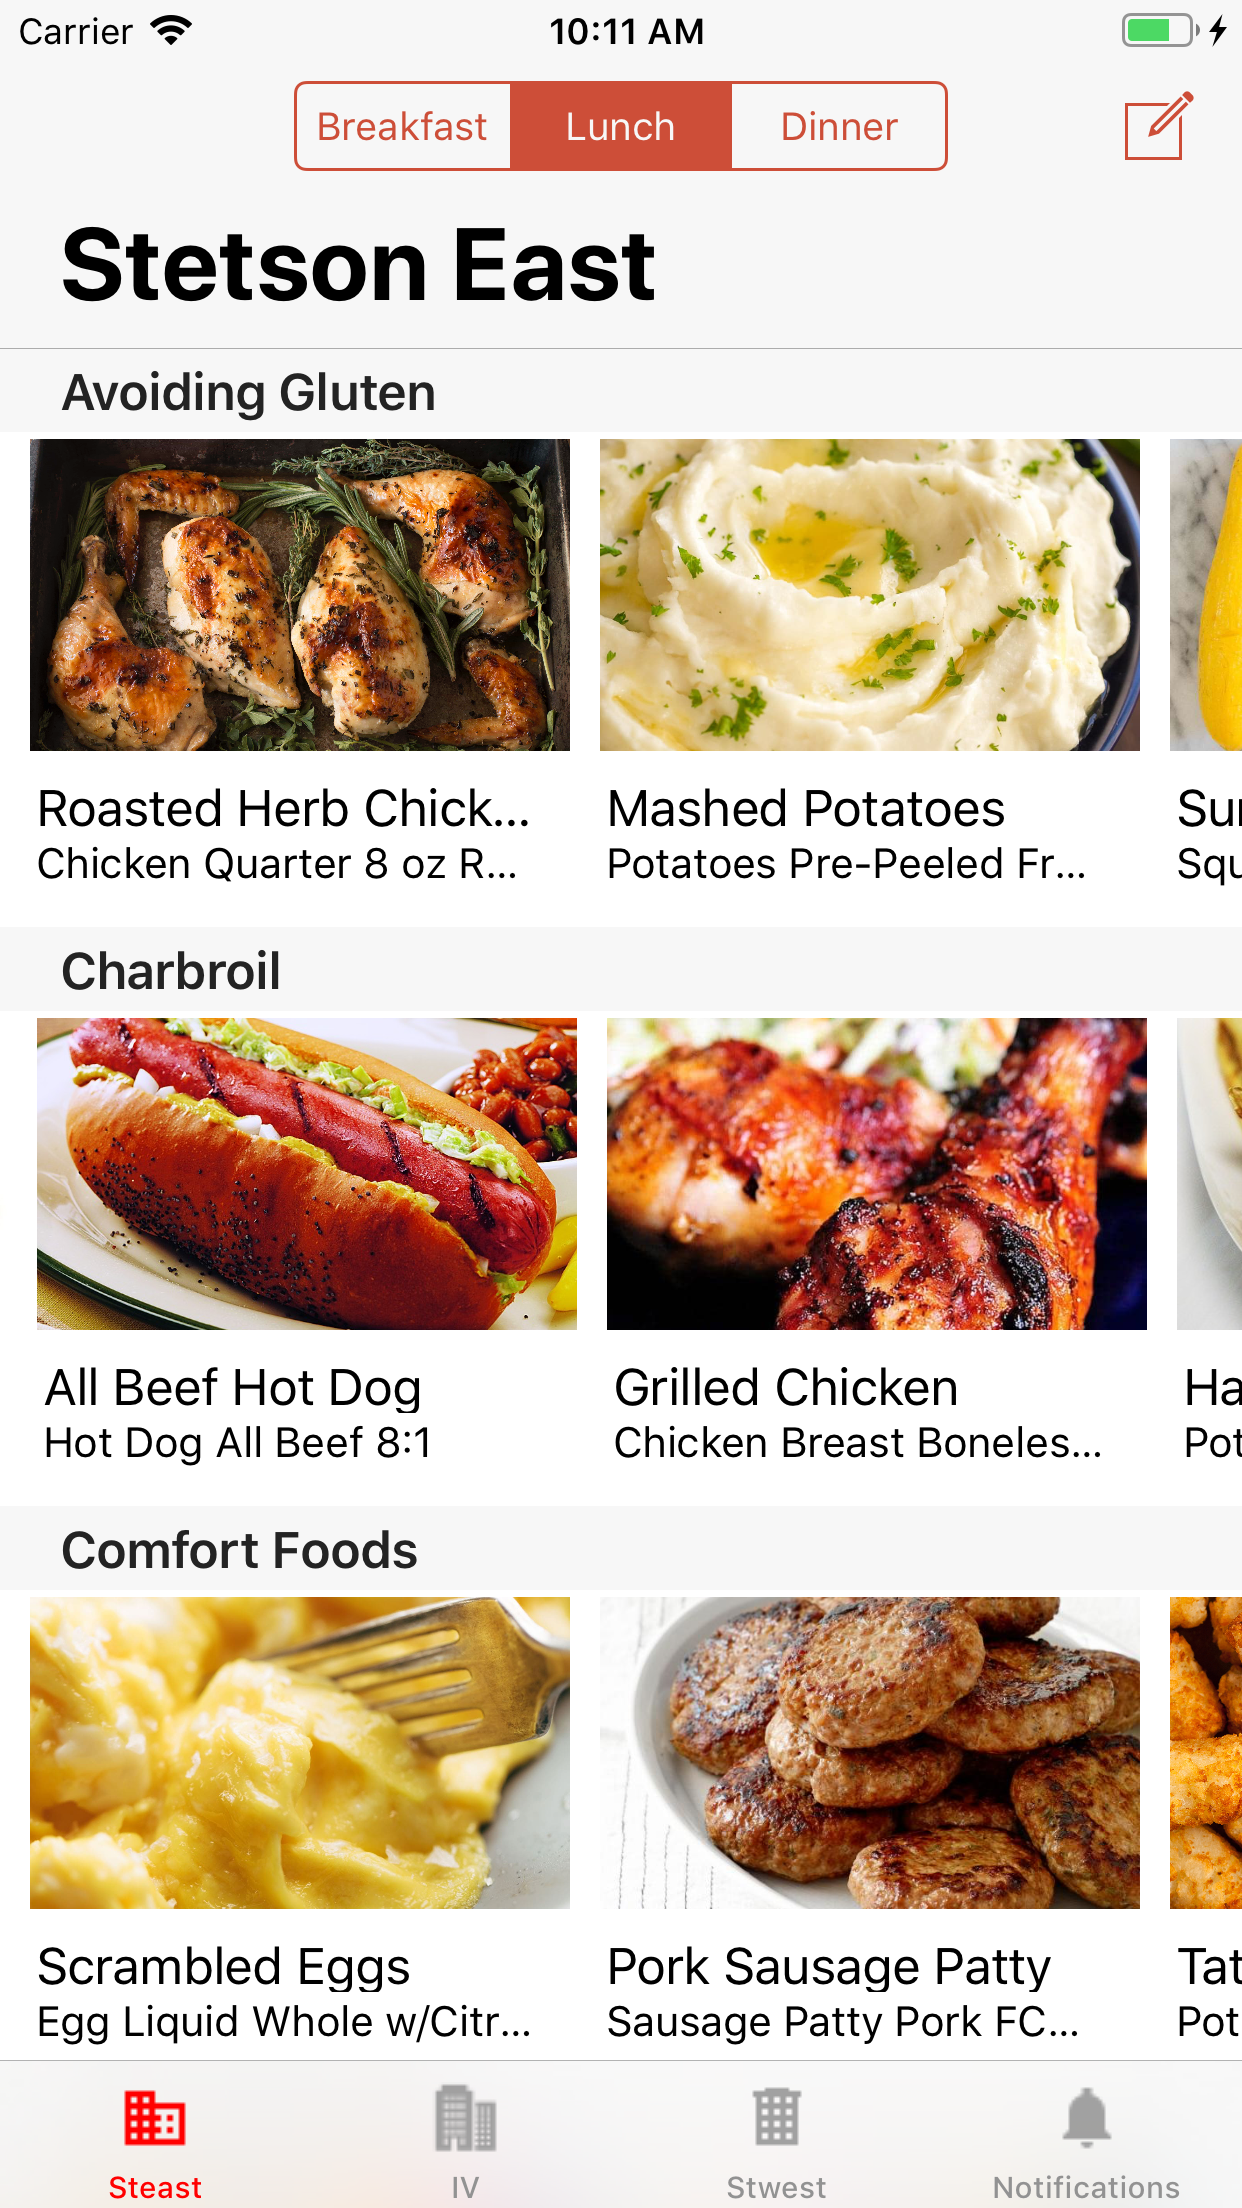 Carrier 10:11 AM
Breakfast Lunch Dinner
Stetson East
Avoiding Gluten
Roasted Herb Chick... Mashed Potatoes Su
Chicken Quarter 8 oz R... Potatoes Pre-Peeled Fr... Squ
Charbroil
All Beef Hot Dog Grilled Chicken Ha
Hot Dog All Beef 8:1 Chicken Breast Boneles... Pot
Comfort Foods
Scrambled Eggs Pork Sausage Patty Tat
Egg Liquid Whole w/Citr... Sausage Patty Pork FC... Pot
Steast IV Stwest Notifications